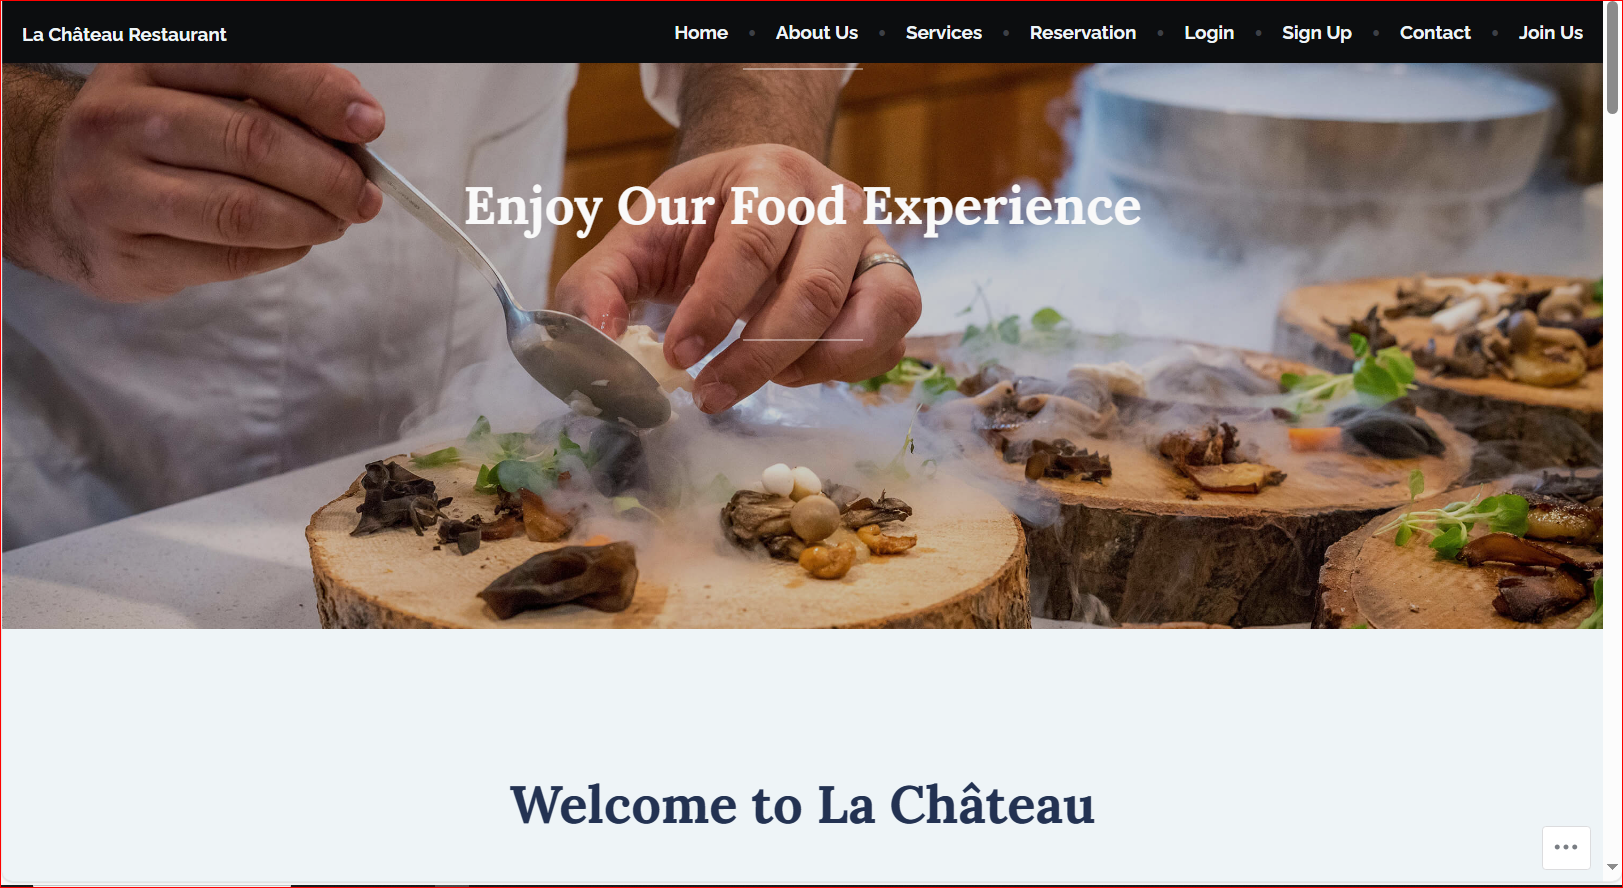 La Château Restaurant
Home • About Us • Services • Reservation • Login • Sign Up • Contact • Join Us
Enjoy Our Food Experience
Welcome to La Château